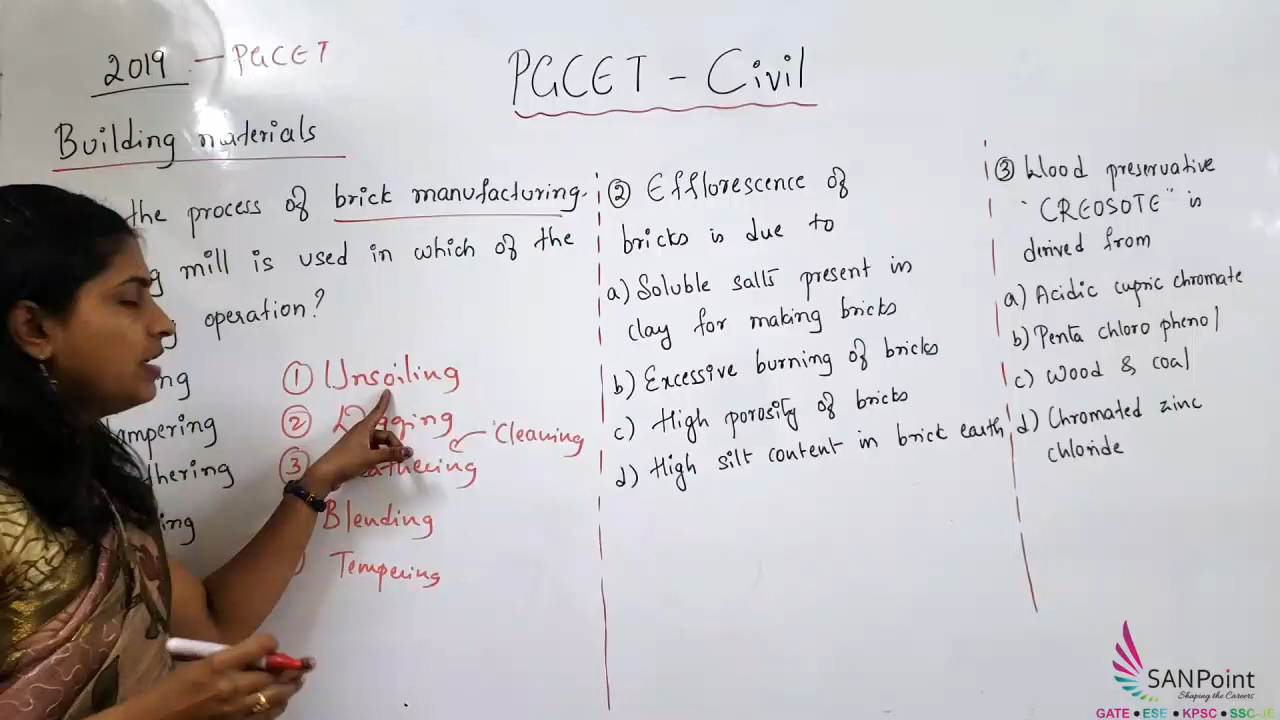 2019 - PGCET
PGCET - Civil
Building materials
the process of brick manufacturing.
mill is used in which of the
operation?
① Unsoiling
② Digging
Cleaning
③
Blending
Tempering
② Efflorescence of
bricks is due to
a) Soluble salts present in
clay for making bricks
b) Excessive burning of bricks
c) High porosity of bricks
d) High silt content in brick earth
③ Wood preservative
"CREOSOTE" is
derived from
a) Acidic cupric chromate
b) Penta chloro phenol
c) Wood & coal
d) Chromated zinc
chloride
SANPoint
Shaping the Careers
GATE • ESE • KPSC • SSC-JE